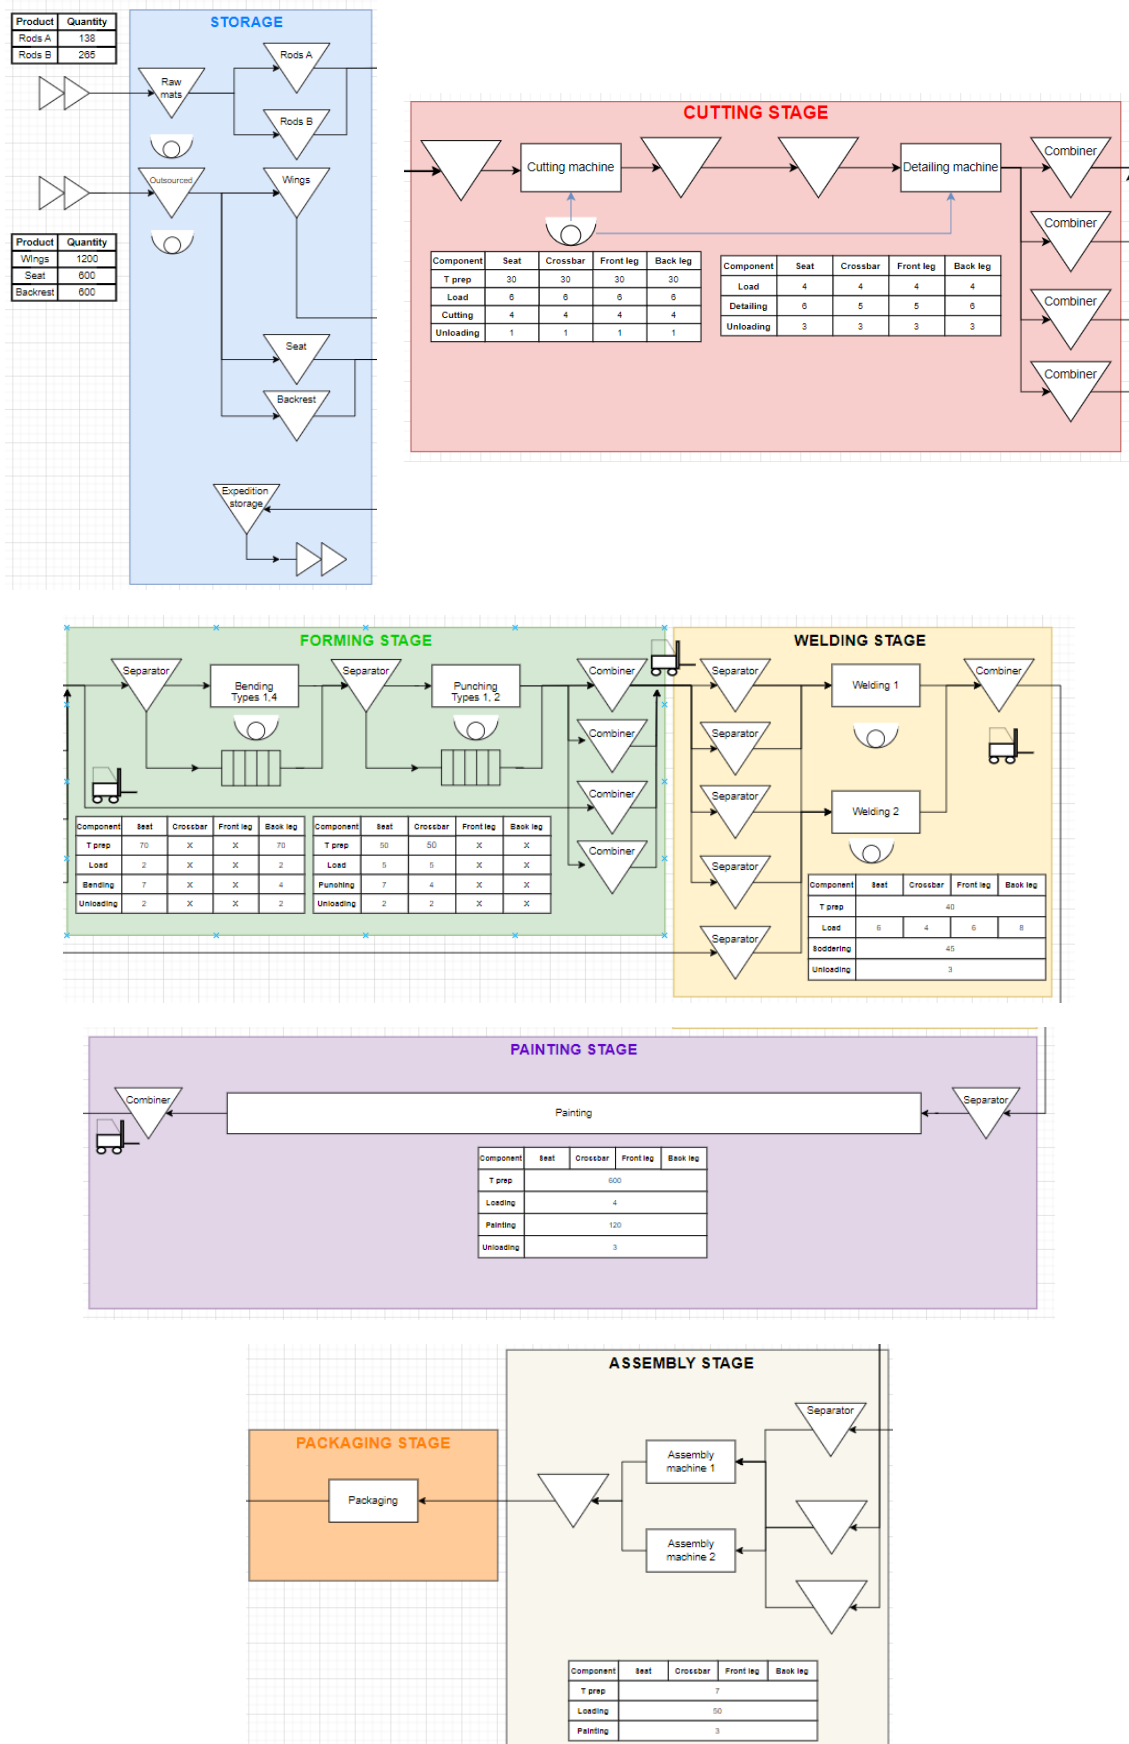 STORAGE
Product Quantity
Rods A 138
Rods B 265
Raw
mats
Rods A
Rods B
Outsourced
Wings
Product Quantity
Wings 1200
Seat 600
Backrest 600
Seat
Backrest
Expedition
storage
CUTTING STAGE
Cutting machine
Detailing machine
Combiner
Combiner
Combiner
Combiner
Component Seat Crossbar Front leg Back leg
T prep 30 30 30 30
Load 6 6 6 6
Cutting 4 4 4 4
Unloading 1 1 1 1
Component Seat Crossbar Front leg Back leg
Load 4 4 4 4
Detailing 6 5 5 6
Unloading 3 3 3 3
FORMING STAGE
Separator
Bending
Types 1,4
Separator
Punching
Types 1, 2
Combiner
Combiner
Combiner
Combiner
Component Seat Crossbar Front leg Back leg
T prep 70 X X 70
Load 2 X X 2
Bending 7 X X 4
Unloading 2 X X 2
Component Seat Crossbar Front leg Back leg
T prep 50 50 X X
Load 5 5 X X
Punching 7 4 X X
Unloading 2 2 X X
WELDING STAGE
Separator
Separator
Separator
Separator
Separator
Welding 1
Welding 2
Combiner
Component Seat Crossbar Front leg Back leg
T prep 40
Load 6 4 6 8
Soddering 45
Unloading 3
PAINTING STAGE
Combiner
Painting
Separator
Component Seat Crossbar Front leg Back leg
T prep 600
Loading 4
Painting 120
Unloading 3
ASSEMBLY STAGE
Separator
Assembly
machine 1
Assembly
machine 2
PACKAGING STAGE
Packaging
Component Seat Crossbar Front leg Back leg
T prep 7
Loading 50
Painting 3